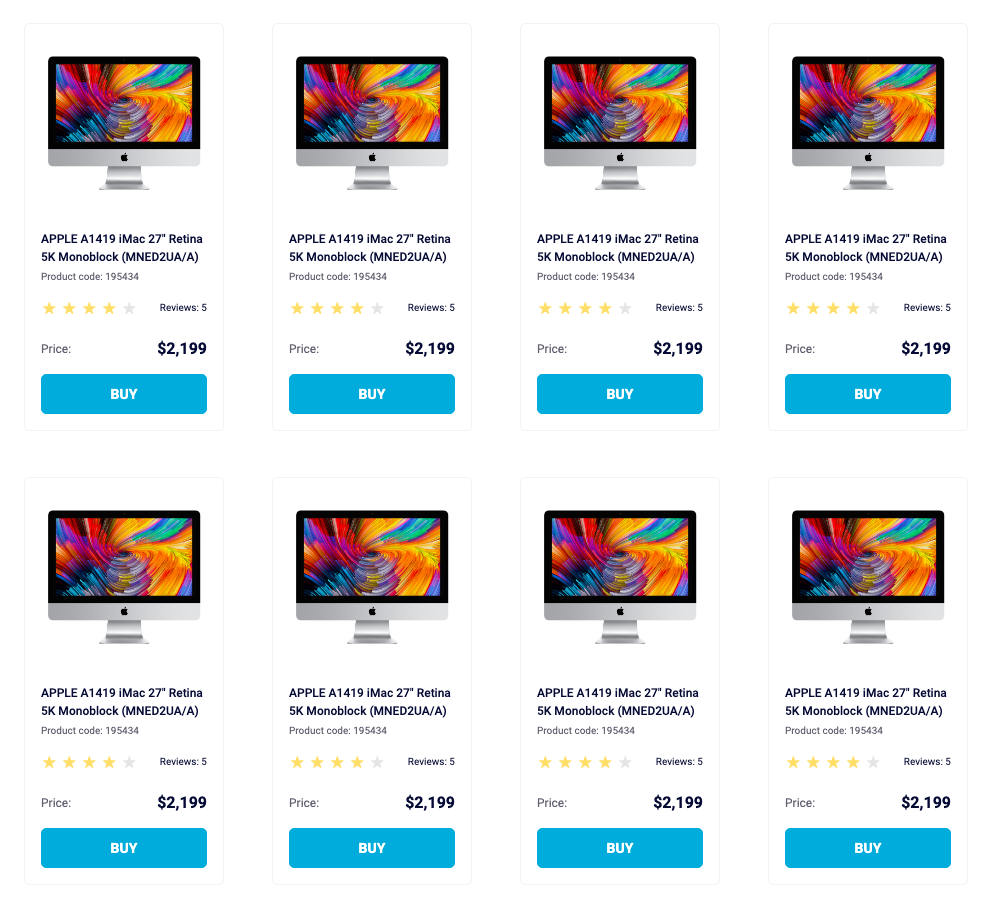 APPLE A1419 iMac 27" Retina
5K Monoblock (MNED2UA/A)
Product code: 195434
Reviews: 5
Price: $2,199
BUY
APPLE A1419 iMac 27" Retina
5K Monoblock (MNED2UA/A)
Product code: 195434
Reviews: 5
Price: $2,199
BUY
APPLE A1419 iMac 27" Retina
5K Monoblock (MNED2UA/A)
Product code: 195434
Reviews: 5
Price: $2,199
BUY
APPLE A1419 iMac 27" Retina
5K Monoblock (MNED2UA/A)
Product code: 195434
Reviews: 5
Price: $2,199
BUY
APPLE A1419 iMac 27" Retina
5K Monoblock (MNED2UA/A)
Product code: 195434
Reviews: 5
Price: $2,199
BUY
APPLE A1419 iMac 27" Retina
5K Monoblock (MNED2UA/A)
Product code: 195434
Reviews: 5
Price: $2,199
BUY
APPLE A1419 iMac 27" Retina
5K Monoblock (MNED2UA/A)
Product code: 195434
Reviews: 5
Price: $2,199
BUY
APPLE A1419 iMac 27" Retina
5K Monoblock (MNED2UA/A)
Product code: 195434
Reviews: 5
Price: $2,199
BUY